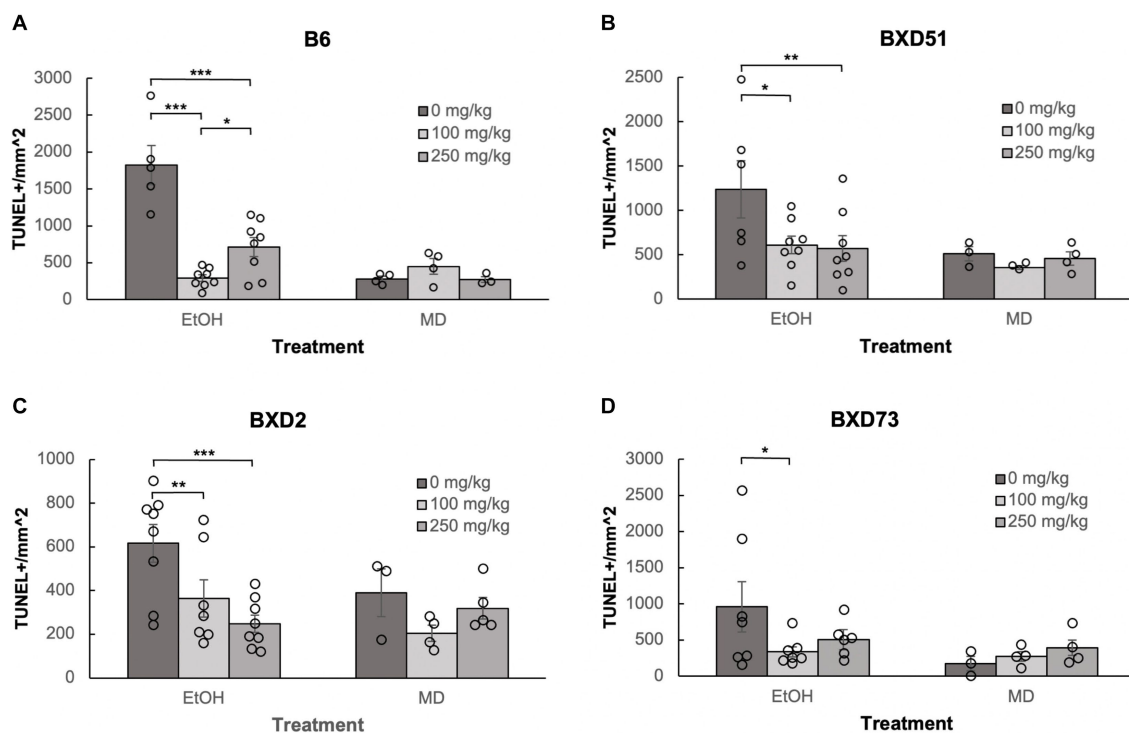 A
B6
TUNEL+/mm^2
3000
2500
2000
1500
1000
500
0
***
***
*
0 mg/kg
100 mg/kg
250 mg/kg
EtOH
MD
Treatment
B
BXD51
TUNEL+/mm^2
2500
2000
1500
1000
500
0
**
*
0 mg/kg
100 mg/kg
250 mg/kg
EtOH
MD
Treatment
C
BXD2
TUNEL+/mm^2
1000
800
600
400
200
0
***
**
0 mg/kg
100 mg/kg
250 mg/kg
EtOH
MD
Treatment
D
BXD73
TUNEL+/mm^2
3000
2500
2000
1500
1000
500
0
*
0 mg/kg
100 mg/kg
250 mg/kg
EtOH
MD
Treatment